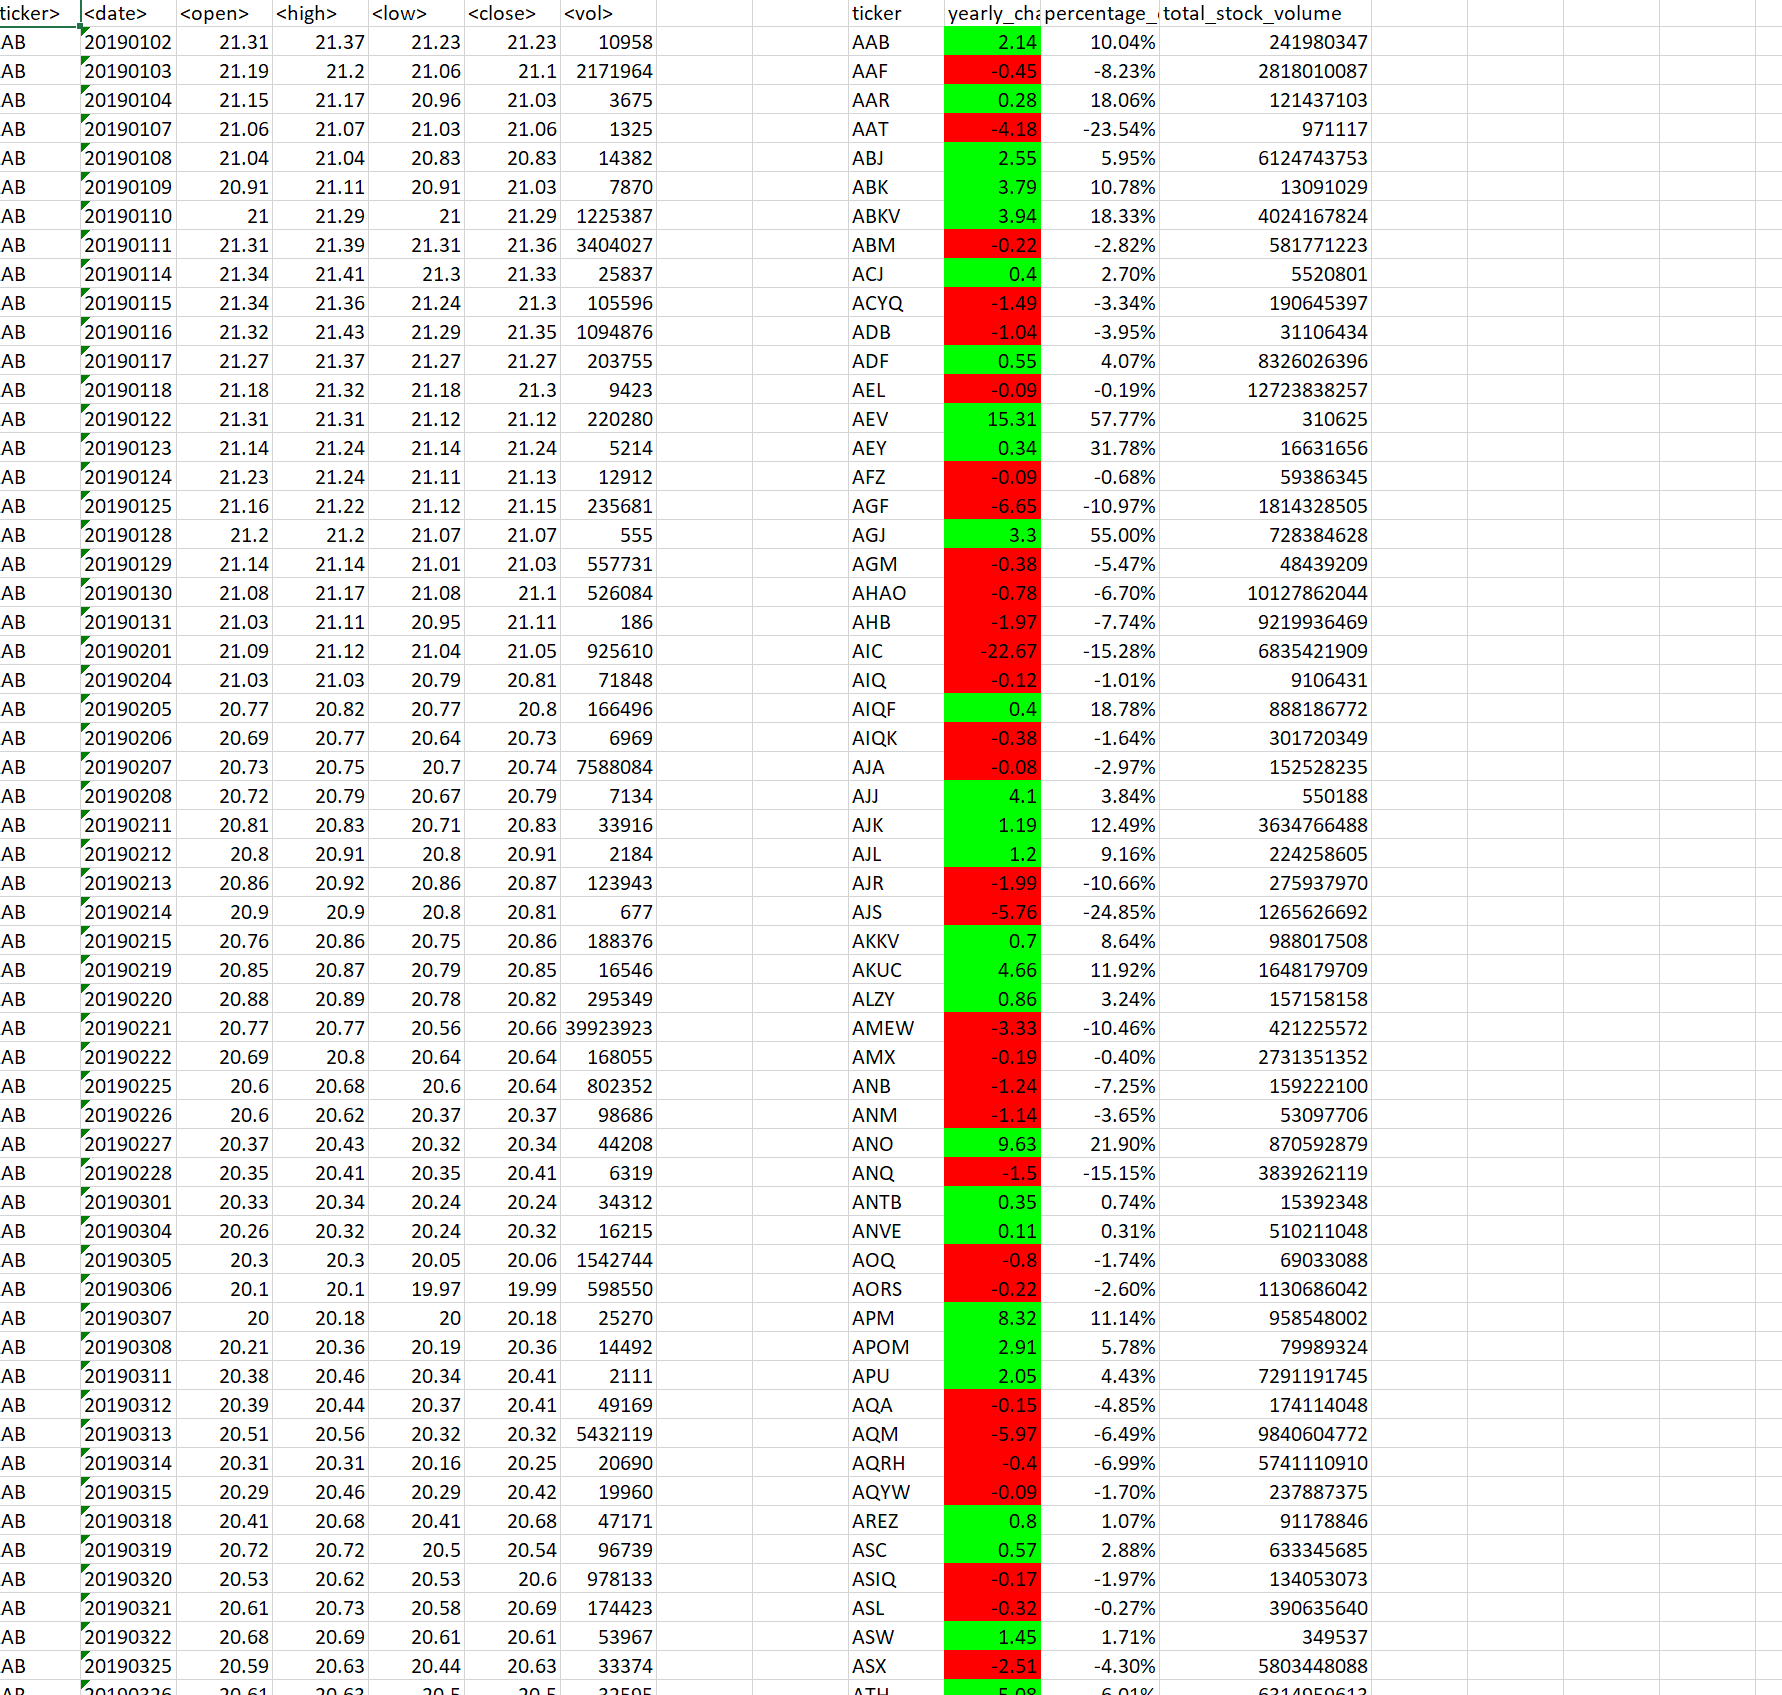 ticker> <date> <open> <high> <low> <close> <vol> ticker yearly_cha percentage_ total_stock_volume
AB 20190102 21.31 21.37 21.23 21.23 10958 AAB 2.14 10.04% 241980347
AB 20190103 21.19 21.2 21.06 21.1 2171964 AAF -0.45 -8.23% 2818010087
AB 20190104 21.15 21.17 20.96 21.03 3675 AAR 0.28 18.06% 121437103
AB 20190107 21.06 21.07 21.03 21.06 1325 AAT -4.18 -23.54% 971117
AB 20190108 21.04 21.04 20.83 20.83 14382 ABJ 2.55 5.95% 6124743753
AB 20190109 20.91 21.11 20.91 21.03 7870 ABK 3.79 10.78% 13091029
AB 20190110 21 21.29 21 21.29 1225387 ABKV 3.94 18.33% 4024167824
AB 20190111 21.31 21.39 21.31 21.36 3404027 ABM -0.22 -2.82% 581771223
AB 20190114 21.34 21.41 21.3 21.33 25837 ACJ 0.4 2.70% 5520801
AB 20190115 21.34 21.36 21.24 21.3 105596 ACYQ -1.49 -3.34% 190645397
AB 20190116 21.32 21.43 21.29 21.35 1094876 ADB -1.04 -3.95% 31106434
AB 20190117 21.27 21.37 21.27 21.27 203755 ADF 0.55 4.07% 8326026396
AB 20190118 21.18 21.32 21.18 21.3 9423 AEL -0.09 -0.19% 12723838257
AB 20190122 21.31 21.31 21.12 21.12 220280 AEV 15.31 57.77% 310625
AB 20190123 21.14 21.24 21.14 21.24 5214 AEY 0.34 31.78% 16631656
AB 20190124 21.23 21.24 21.11 21.13 12912 AFZ -0.09 -0.68% 59386345
AB 20190125 21.16 21.22 21.12 21.15 235681 AGF -6.65 -10.97% 1814328505
AB 20190128 21.2 21.2 21.07 21.07 555 AGJ 3.3 55.00% 728384628
AB 20190129 21.14 21.14 21.01 21.03 557731 AGM -0.38 -5.47% 48439209
AB 20190130 21.08 21.17 21.08 21.1 526084 AHAO -0.78 -6.70% 10127862044
AB 20190131 21.03 21.11 20.95 21.11 186 AHB -1.97 -7.74% 9219936469
AB 20190201 21.09 21.12 21.04 21.05 925610 AIC -22.67 -15.28% 6835421909
AB 20190204 21.03 21.03 20.79 20.81 71848 AIQ -0.12 -1.01% 9106431
AB 20190205 20.77 20.82 20.77 20.8 166496 AIQF 0.4 18.78% 888186772
AB 20190206 20.69 20.77 20.64 20.73 6969 AIQK -0.38 -1.64% 301720349
AB 20190207 20.73 20.75 20.7 20.74 7588084 AJA -0.08 -2.97% 152528235
AB 20190208 20.72 20.79 20.67 20.79 7134 AJJ 4.1 3.84% 550188
AB 20190211 20.81 20.83 20.71 20.83 33916 AJK 1.19 12.49% 3634766488
AB 20190212 20.8 20.91 20.8 20.91 2184 AJL 1.2 9.16% 224258605
AB 20190213 20.86 20.92 20.86 20.87 123943 AJR -1.99 -10.66% 275937970
AB 20190214 20.9 20.9 20.8 20.81 677 AJS -5.76 -24.85% 1265626692
AB 20190215 20.76 20.86 20.75 20.86 188376 AKKV 0.7 8.64% 988017508
AB 20190219 20.85 20.87 20.79 20.85 16546 AKUC 4.66 11.92% 1648179709
AB 20190220 20.88 20.89 20.78 20.82 295349 ALZY 0.86 3.24% 157158158
AB 20190221 20.77 20.77 20.56 20.66 39923923 AMEW -3.33 -10.46% 421225572
AB 20190222 20.69 20.8 20.64 20.64 168055 AMX -0.19 -0.40% 2731351352
AB 20190225 20.6 20.68 20.6 20.64 802352 ANB -1.24 -7.25% 159222100
AB 20190226 20.6 20.62 20.37 20.37 98686 ANM -1.14 -3.65% 53097706
AB 20190227 20.37 20.43 20.32 20.34 44208 ANO 9.63 21.90% 870592879
AB 20190228 20.35 20.41 20.35 20.41 6319 ANQ -1.5 -15.15% 3839262119
AB 20190301 20.33 20.34 20.24 20.24 34312 ANTB 0.35 0.74% 15392348
AB 20190304 20.26 20.32 20.24 20.32 16215 ANVE 0.11 0.31% 510211048
AB 20190305 20.3 20.3 20.05 20.06 1542744 AOQ -0.8 -1.74% 69033088
AB 20190306 20.1 20.1 19.97 19.99 598550 AORS -0.22 -2.60% 1130686042
AB 20190307 20 20.18 20 20.18 25270 APM 8.32 11.14% 958548002
AB 20190308 20.21 20.36 20.19 20.36 14492 APOM 2.91 5.78% 79989324
AB 20190311 20.38 20.46 20.34 20.41 2111 APU 2.05 4.43% 7291191745
AB 20190312 20.39 20.44 20.37 20.41 49169 AQA -0.15 -4.85% 174114048
AB 20190313 20.51 20.56 20.32 20.32 5432119 AQM -5.97 -6.49% 9840604772
AB 20190314 20.31 20.31 20.16 20.25 20690 AQRH -0.4 -6.99% 5741110910
AB 20190315 20.29 20.46 20.29 20.42 19960 AQYW -0.09 -1.70% 237887375
AB 20190318 20.41 20.68 20.41 20.68 47171 AREZ 0.8 1.07% 91178846
AB 20190319 20.72 20.72 20.5 20.54 96739 ASC 0.57 2.88% 633345685
AB 20190320 20.53 20.62 20.53 20.6 978133 ASIQ -0.17 -1.97% 134053073
AB 20190321 20.61 20.73 20.58 20.69 174423 ASL -0.32 -0.27% 390635640
AB 20190322 20.68 20.69 20.61 20.61 53967 ASW 1.45 1.71% 349537
AB 20190325 20.59 20.63 20.44 20.63 33374 ASX -2.51 -4.30% 5803448088